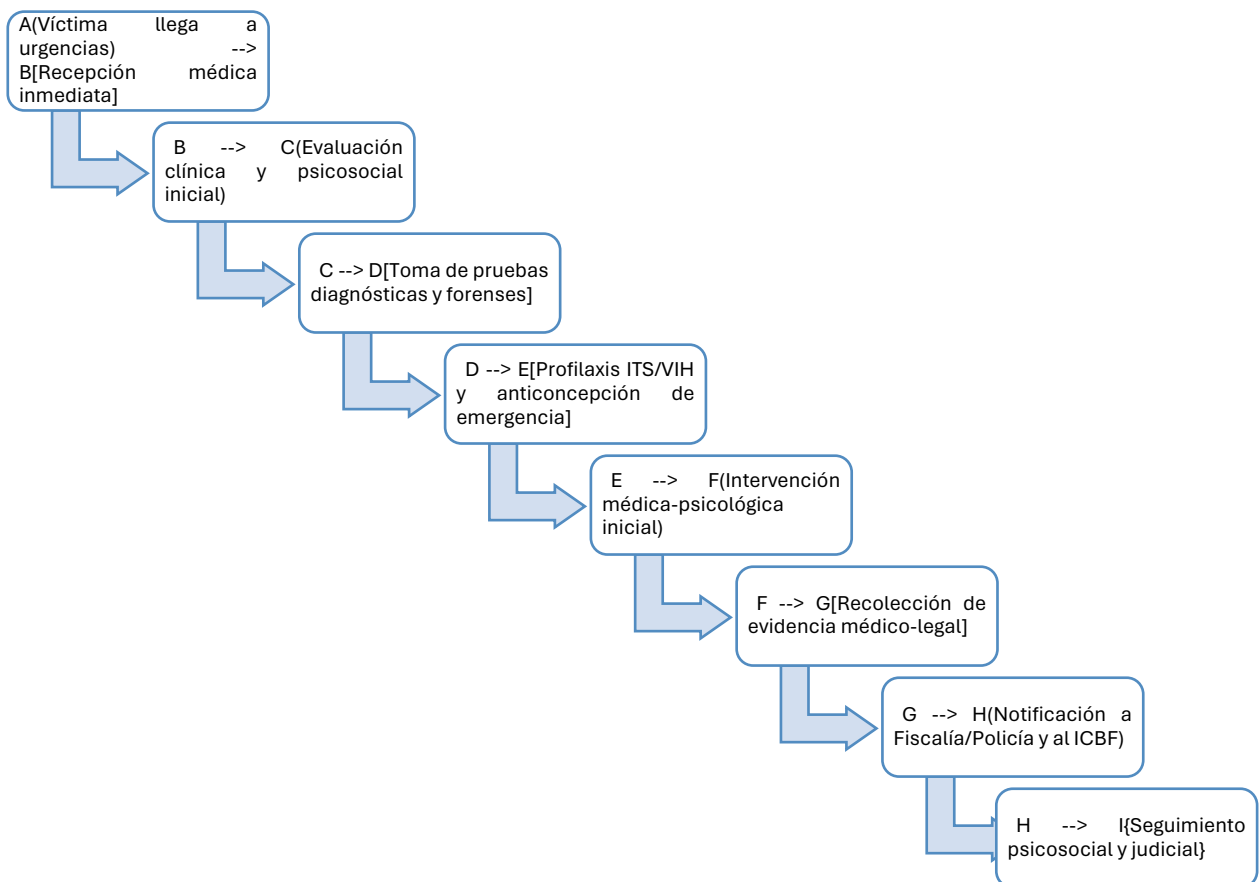 A(Víctima llega a
urgencias) -->
B[Recepción médica
inmediata]
B --> C(Evaluación
clínica y psicosocial
inicial)
C --> D[Toma de pruebas
diagnósticas y forenses]
D --> E[Profilaxis ITS/VIH
y anticoncepción de
emergencia]
E --> F(Intervención
médica-psicológica
inicial)
F --> G[Recolección de
evidencia médico-legal]
G --> H(Notificación a
Fiscalía/Policía y al ICBF)
H --> I{Seguimiento
psicosocial y judicial}